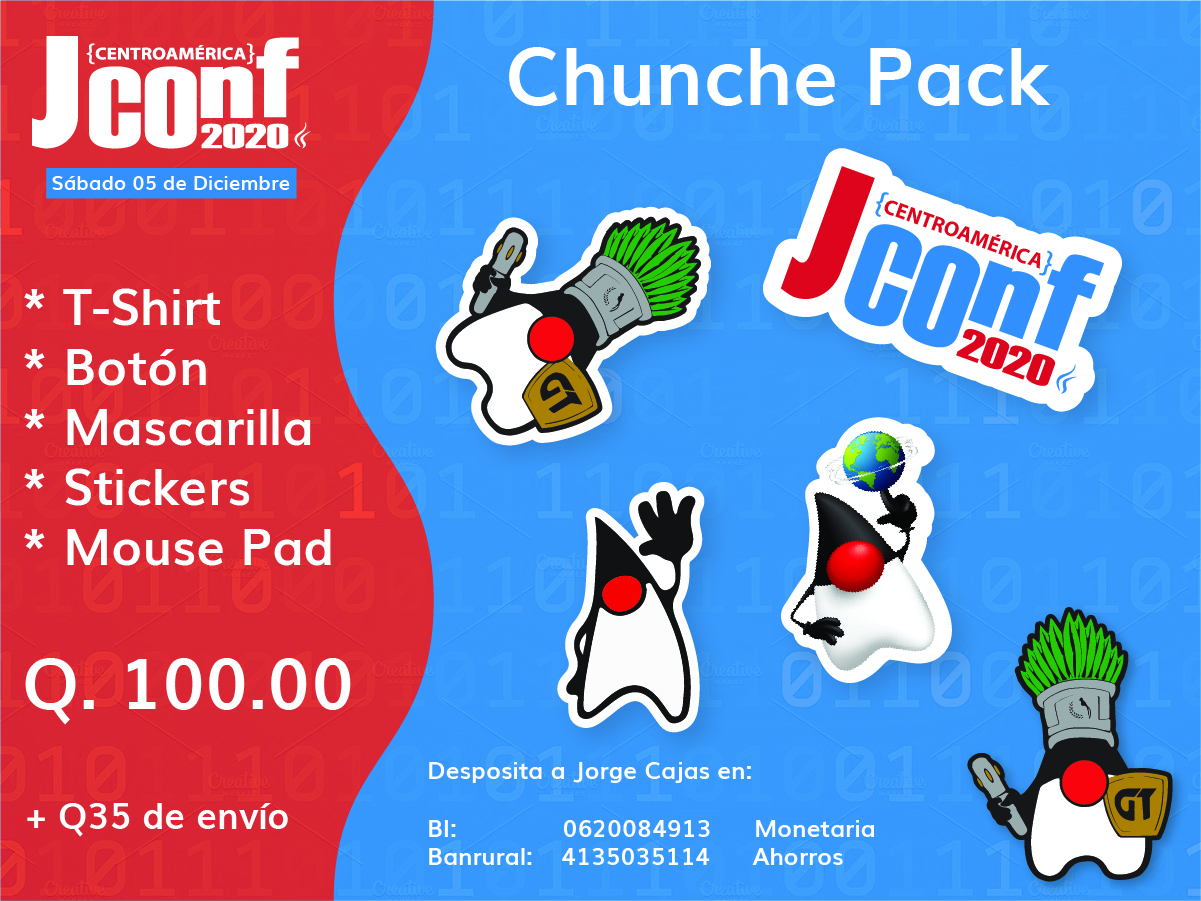 {CENTROAMÉRICA}
Jconf
2020
Sábado 05 de Diciembre
Chunche Pack
* T-Shirt
* Botón
* Mascarilla
* Stickers
* Mouse Pad
Q. 100.00
+ Q35 de envío
{CENTROAMÉRICA}
Jconf
2020
GT
GT
Desposita a Jorge Cajas en:
BI: 0620084913 Monetaria
Banrural: 4135035114 Ahorros